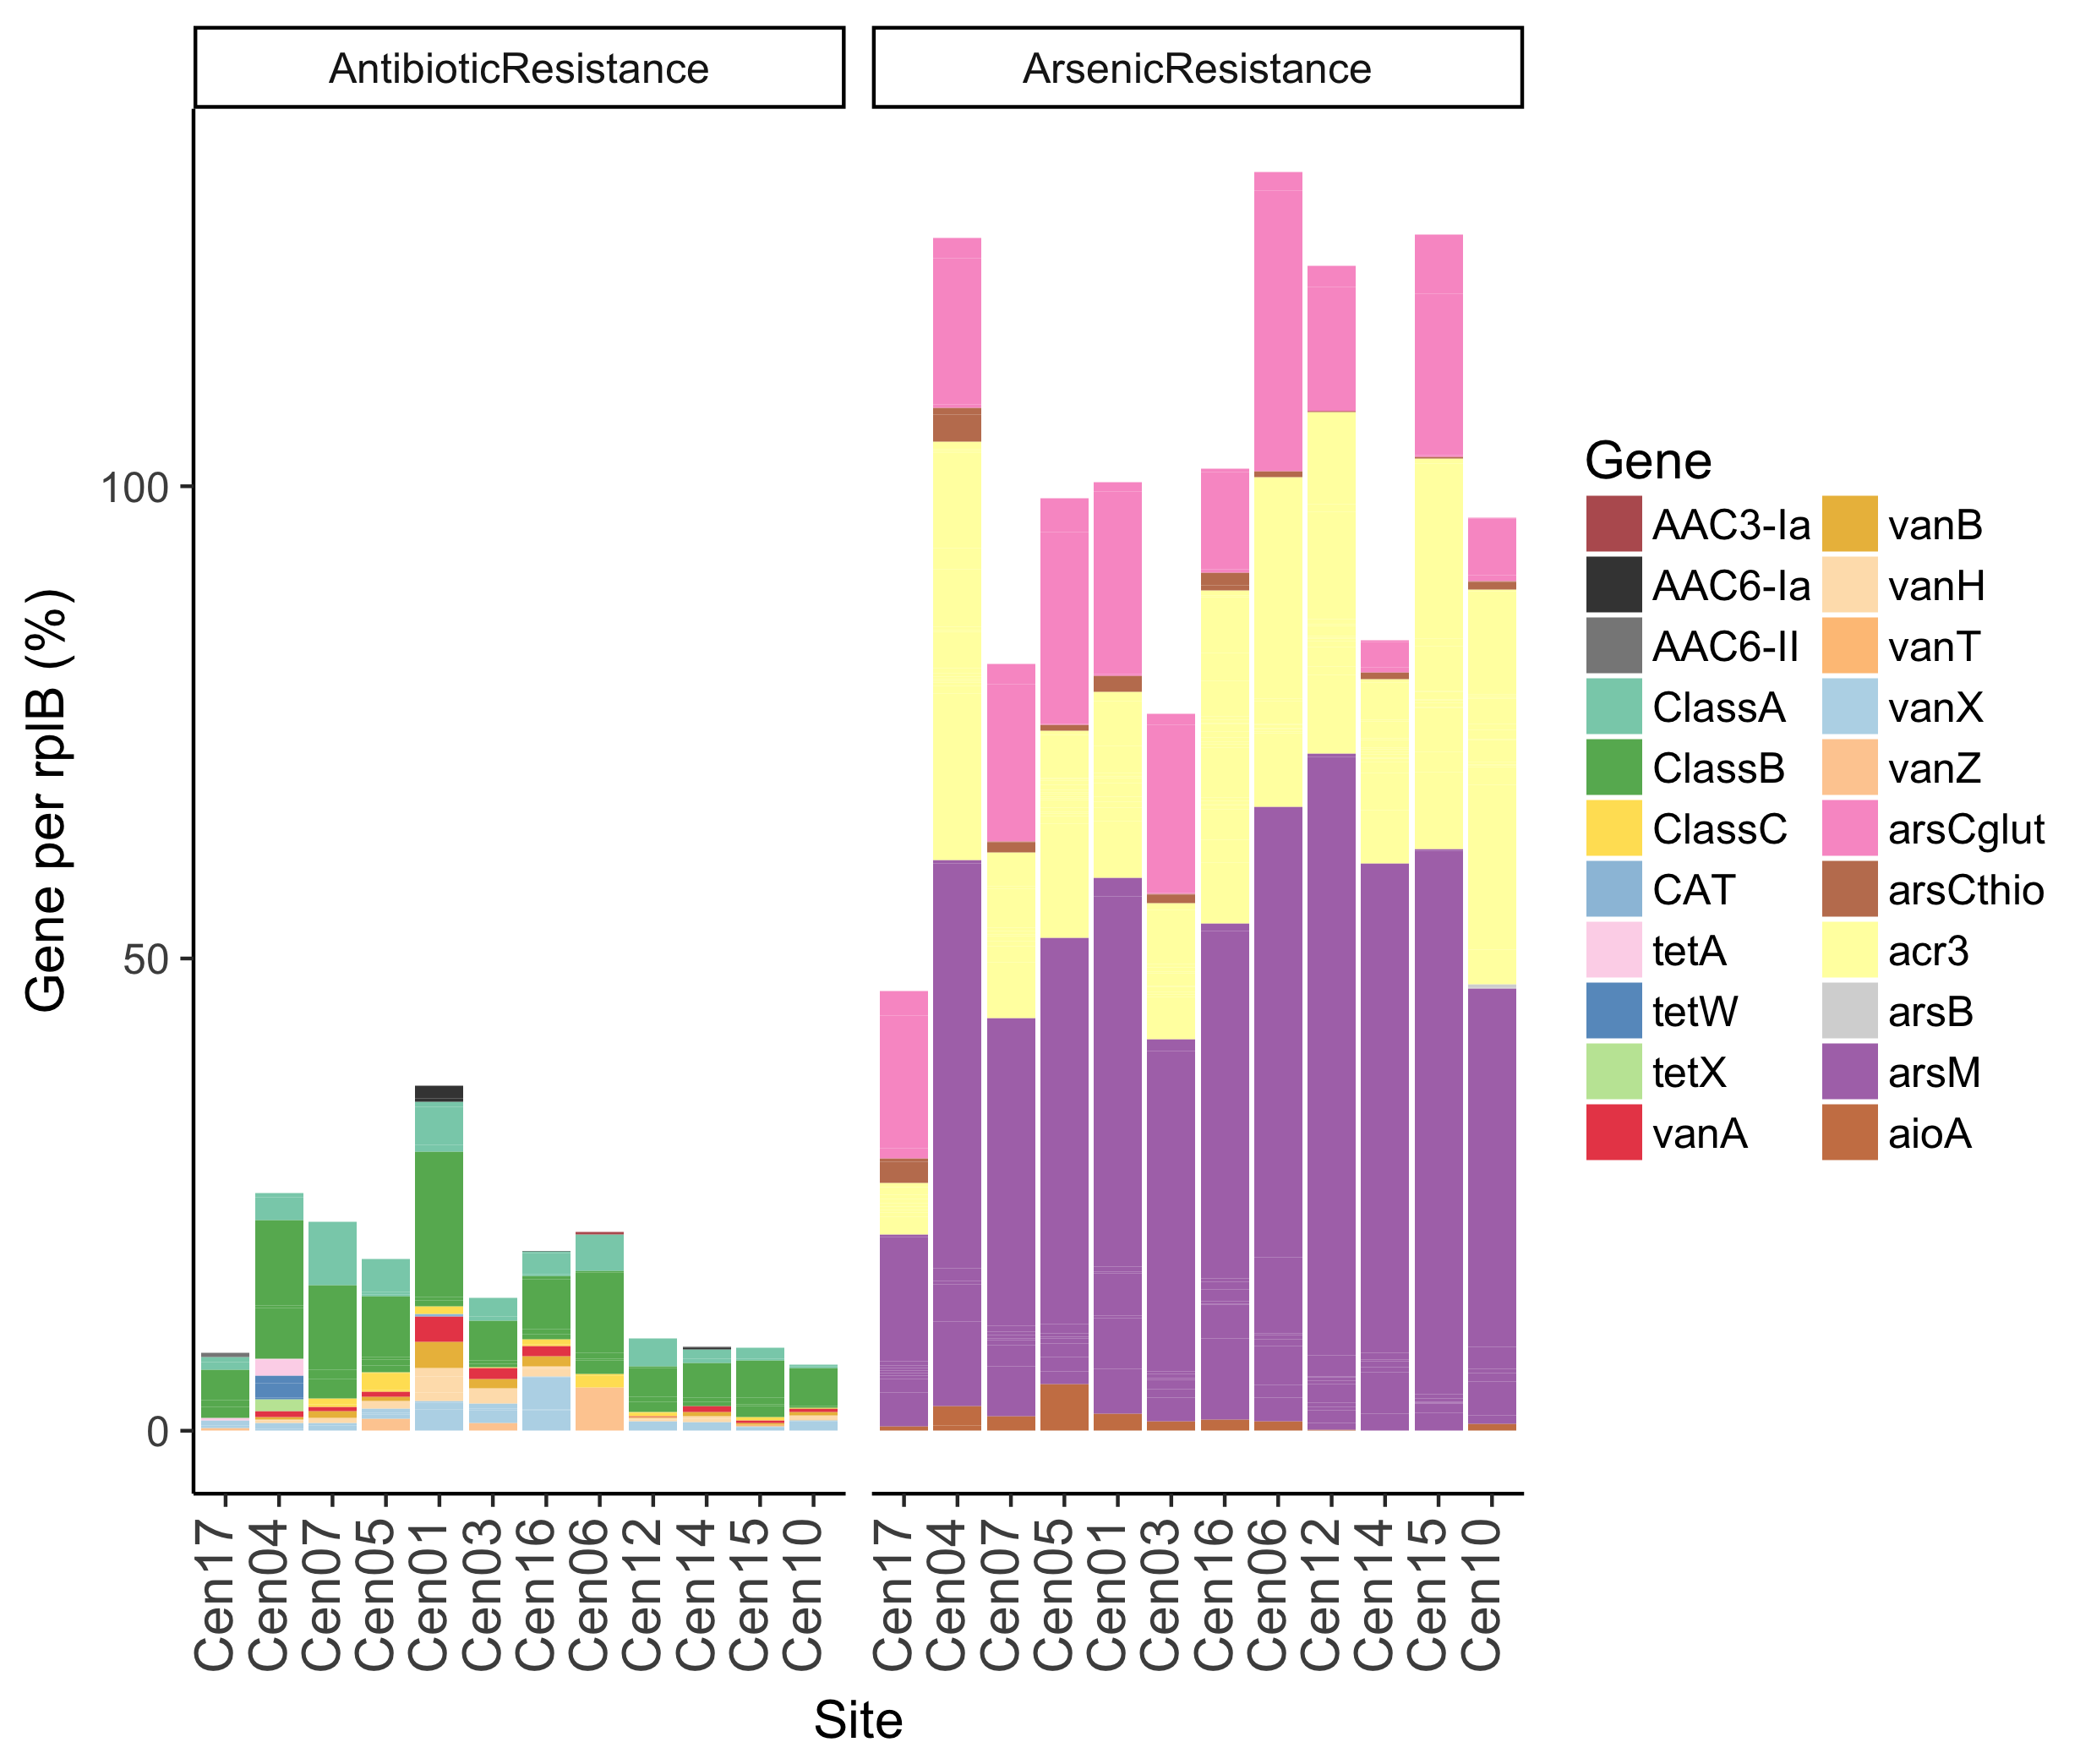 AntibioticResistance
ArsenicResistance
Gene per rplB (%)
100
50
0
Cen17
Cen04
Cen07
Cen05
Cen01
Cen03
Cen16
Cen06
Cen12
Cen14
Cen15
Cen10
Cen17
Cen04
Cen07
Cen05
Cen01
Cen03
Cen16
Cen06
Cen12
Cen14
Cen15
Cen10
Site
Gene
AAC3-Ia
AAC6-Ia
AAC6-II
ClassA
ClassB
ClassC
CAT
tetA
tetW
tetX
vanA
vanB
vanH
vanT
vanX
vanZ
arsCglut
arsCthio
acr3
arsB
arsM
aioA